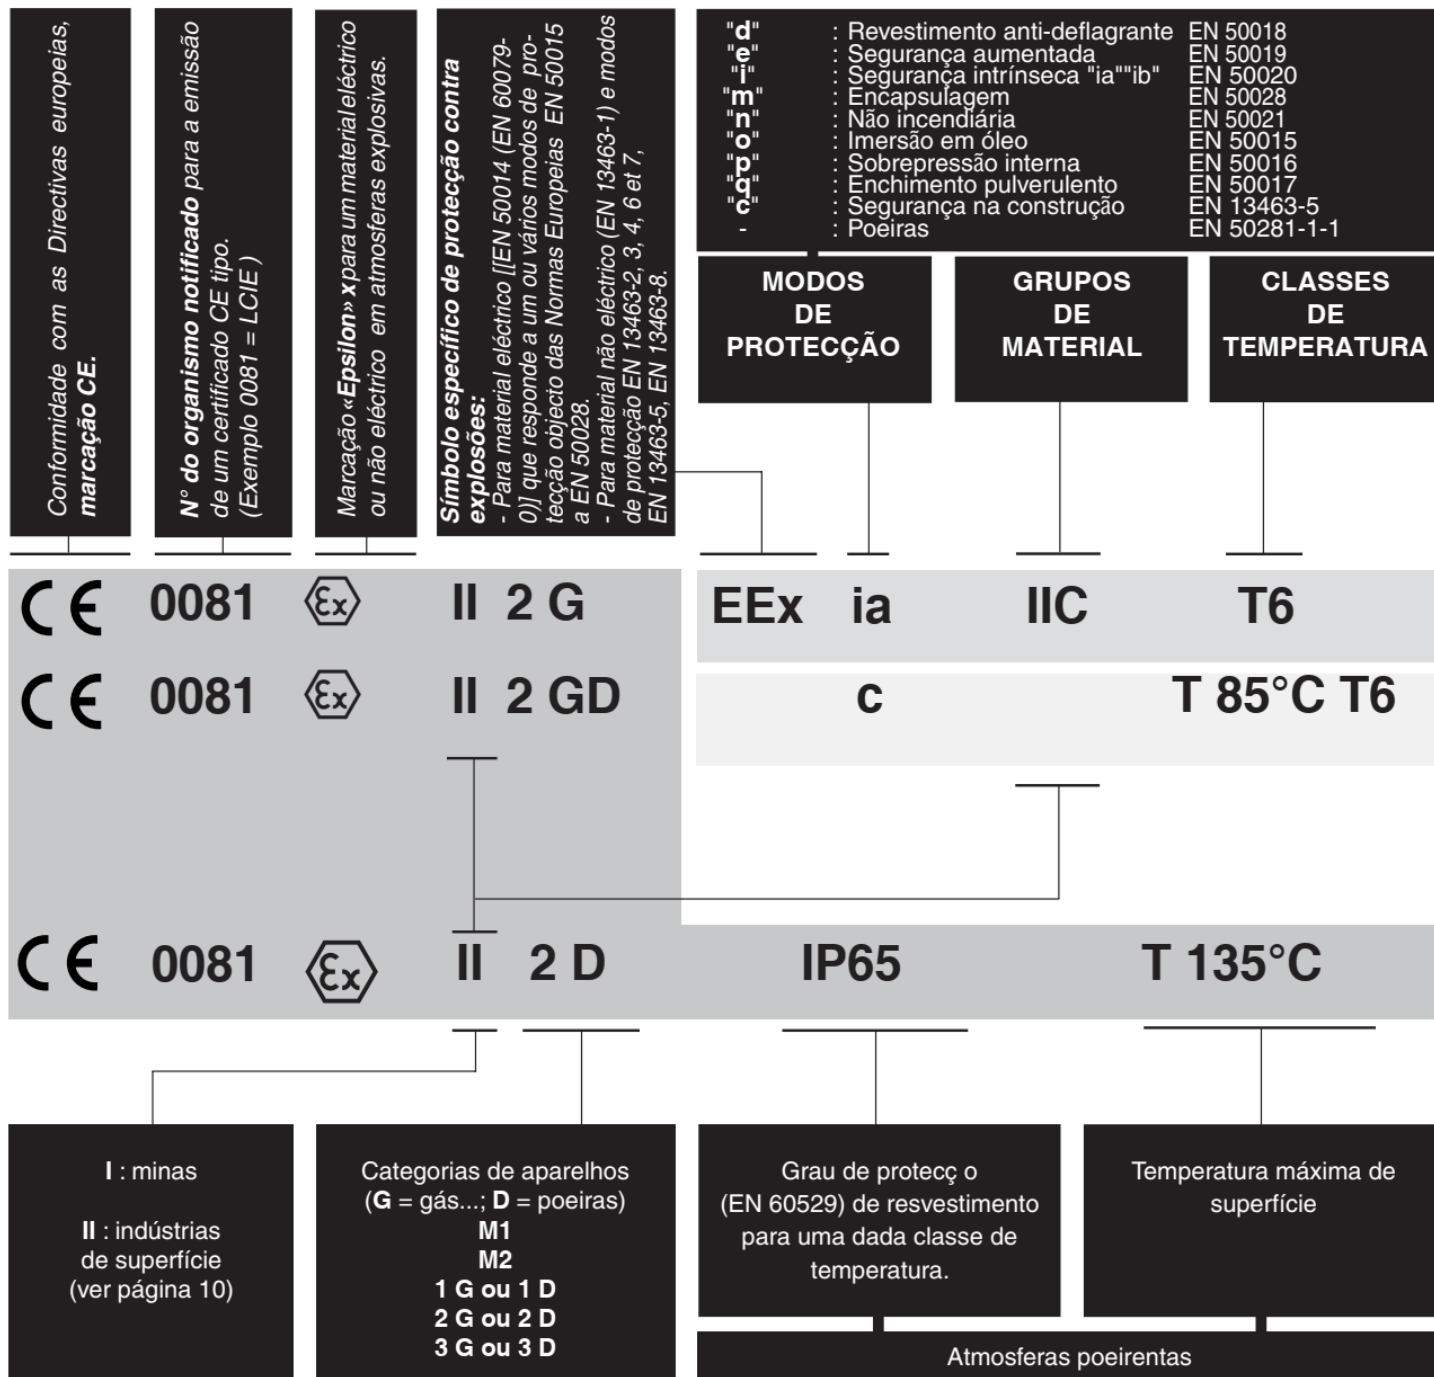 Conformidade com as Directivas europeias,
marcação CE.
N° do organismo notificado para a emissão
de um certificado CE tipo.
(Exemplo 0081 = LCIE )
Marcação «Epsilon» xpara um material eléctrico
ou não eléctrico em atmosferas explosivas.
Símbolo específico de protecção contra
explosões:
- Para material eléctrico [[EN 50014 (EN 60079-
0)] que responde a um ou vários modos de pro-
tecção objecto das Normas Europeias EN 50015
a EN 50028.
- Para material não eléctrico (EN 13463-1) e modos
de protecção EN 13463-2, 3, 4, 6 et 7,
EN 13463-5, EN 13463-8.
"d" : Revestimento anti-deflagrante EN 50018
"e" : Segurança aumentada EN 50019
"i" : Segurança intrínseca "ia""ib" EN 50020
"m" : Encapsulagem EN 50028
"n" : Não incendiária EN 50021
"o" : Imersão em óleo EN 50015
"p" : Sobrepressão interna EN 50016
"q" : Enchimento pulverulento EN 50017
"c" : Segurança na construção EN 13463-5
- : Poeiras EN 50281-1-1
MODOS
DE
PROTECÇÃO
GRUPOS
DE
MATERIAL
CLASSES
DE
TEMPERATURA
CE 0081 Ex II 2 G EEx ia IIC T6
CE 0081 Ex II 2 GD c T 85°C T6
CE 0081 Ex II 2 D IP65 T 135°C
I : minas
II : indústrias
de superfície
(ver página 10)
Categorias de aparelhos
(G = gás...; D = poeiras)
M1
M2
1 G ou 1 D
2 G ou 2 D
3 G ou 3 D
Grau de protecç o
(EN 60529) de resvestimento
para uma dada classe de
temperatura.
Temperatura máxima de
superfície
Atmosferas poeirentas